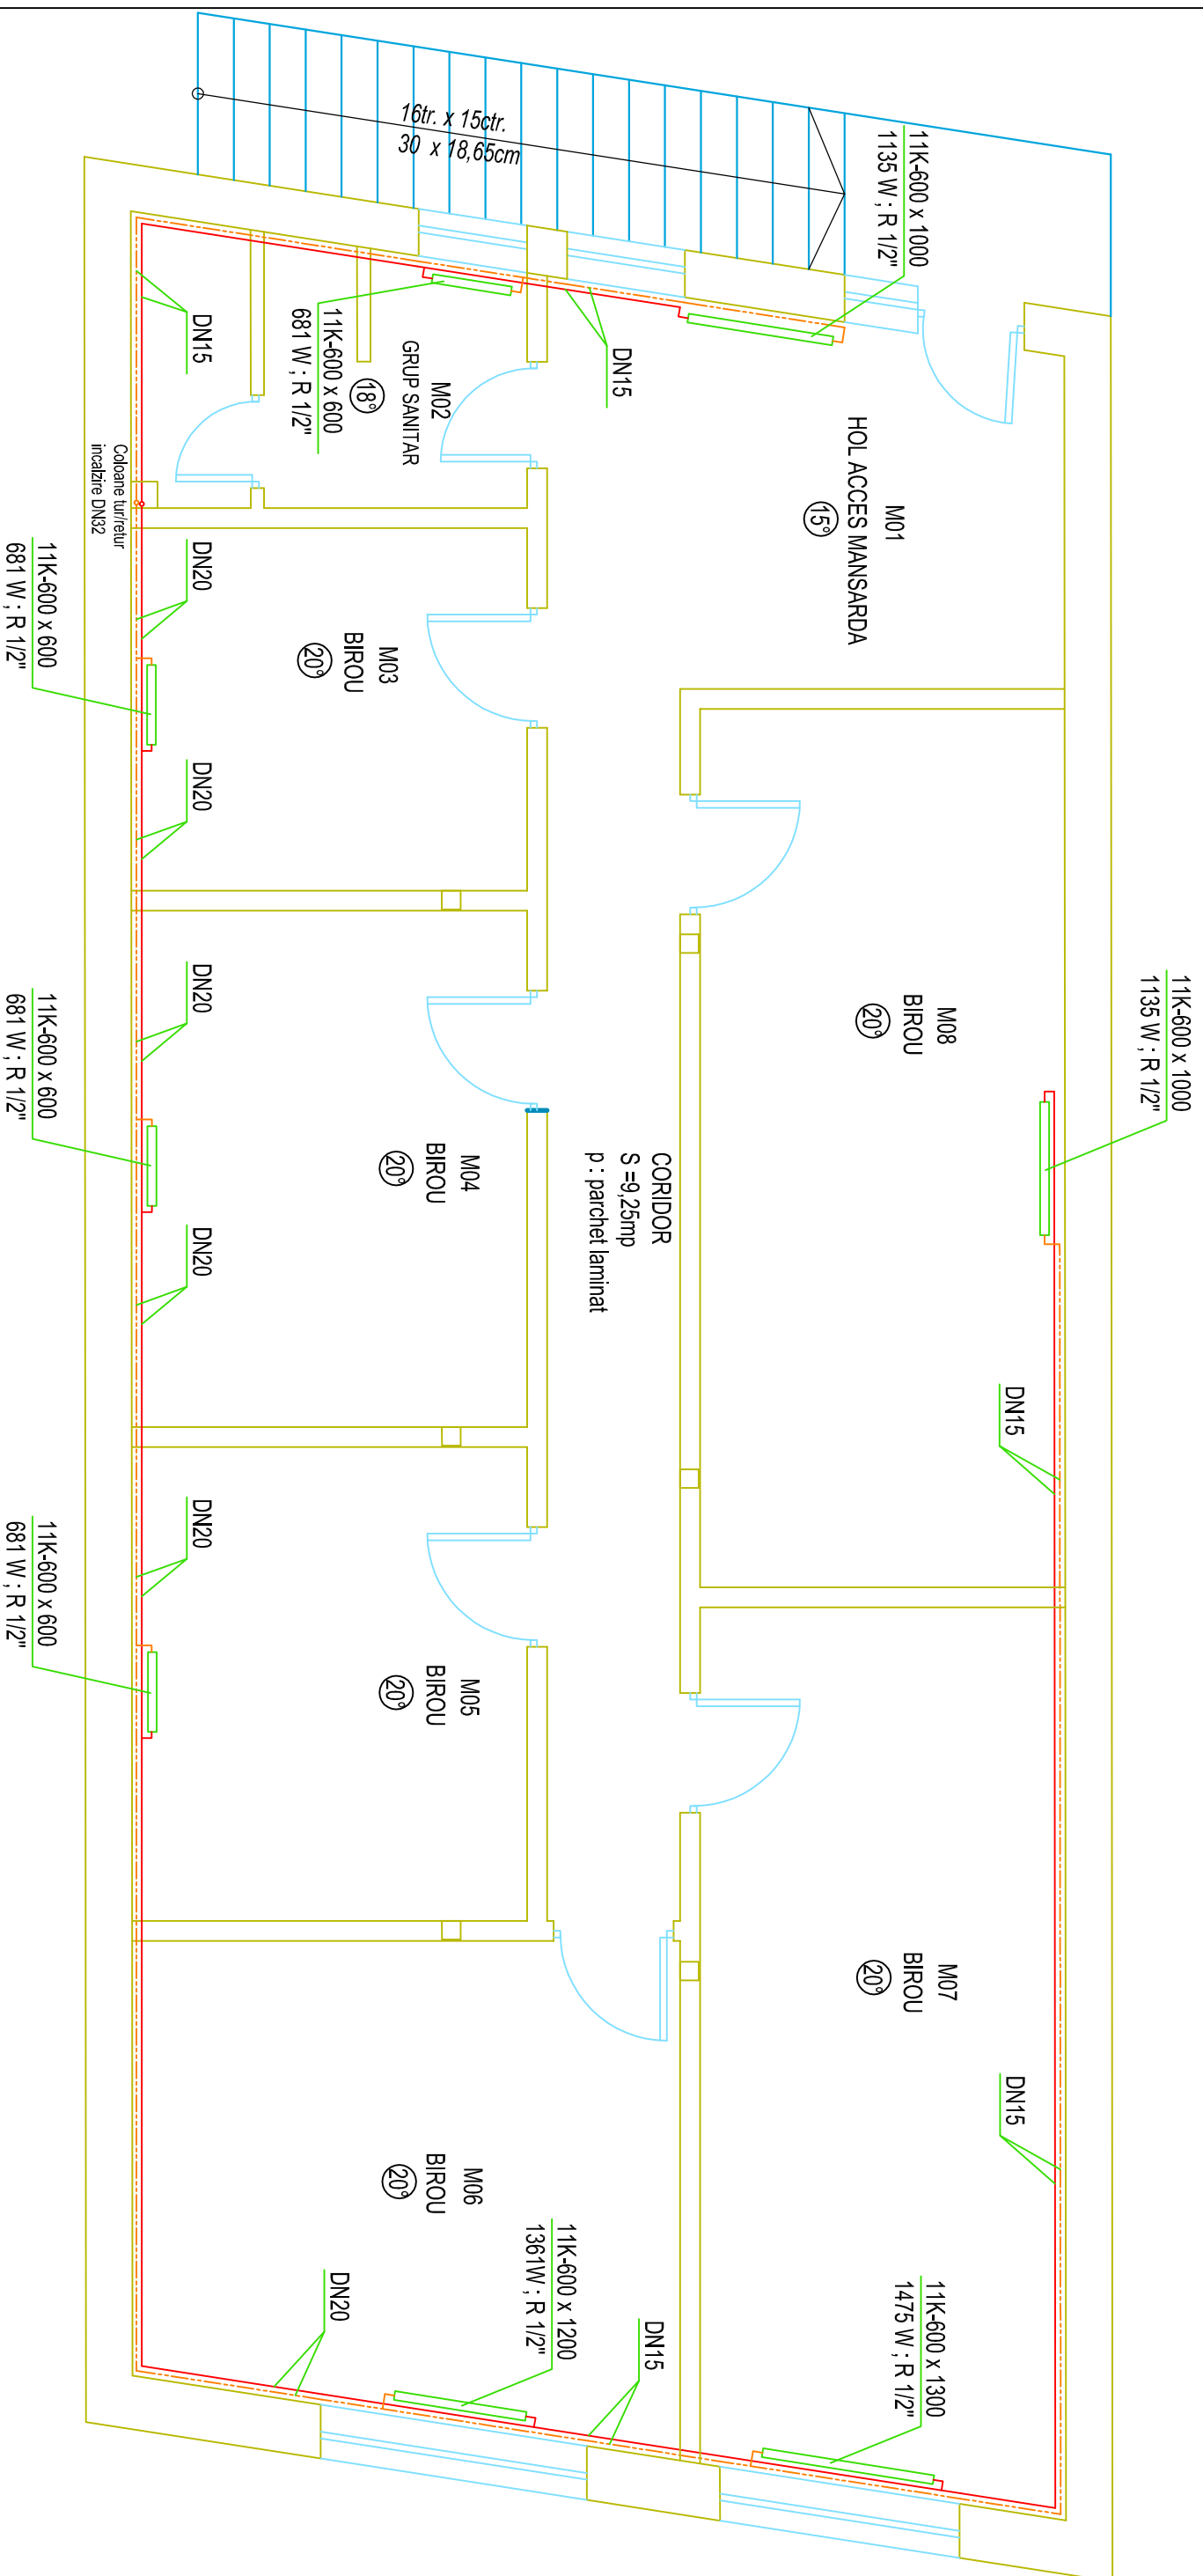 16tr. x 15ctr.
30 x 18,65cm
11K-600 x 1000
1135 W ; R 1/2"
M01
HOL ACCES MANSARDA
15°
DN15
M02
GRUP SANITAR
18°
11K-600 x 600
681 W ; R 1/2"
DN15
Coloane tur/retur
incalzire DN32
DN20
M03
BIROU
20°
11K-600 x 600
681 W ; R 1/2"
DN20
11K-600 x 1000
1135 W ; R 1/2"
M08
BIROU
20°
DN20
M04
BIROU
20°
11K-600 x 600
681 W ; R 1/2"
CORIDOR
S =9,25mp
p : parchet laminat
DN20
DN15
DN20
M05
BIROU
20°
11K-600 x 600
681 W ; R 1/2"
M07
BIROU
20°
DN15
M06
BIROU
20°
11K-600 x 1200
1361W ; R 1/2"
11K-600 x 1300
1475 W ; R 1/2"
DN20
DN15